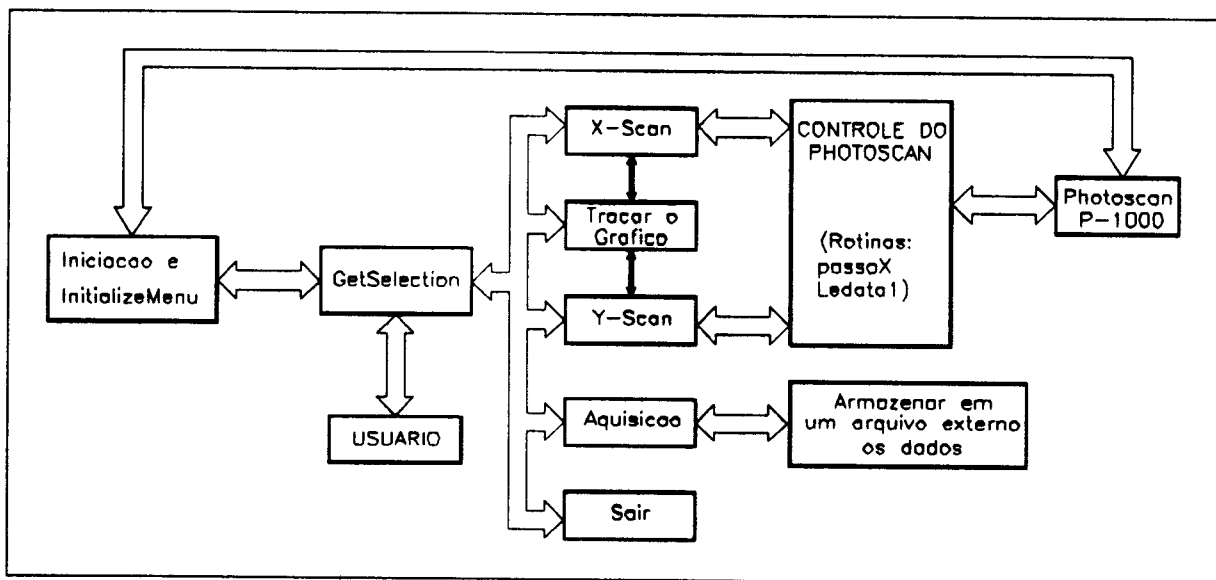 X-Scan
CONTROLE DO
PHOTOSCAN
Photoscan
P-1000
Tracar o
Grafico
(Rotinas:
passaX
Ledata1)
Iniciacao e
InitializeMenu
GetSelection
Y-Scan
USUARIO
Aquisicao
Armazenar em
um arquivo externo
os dados
Sair